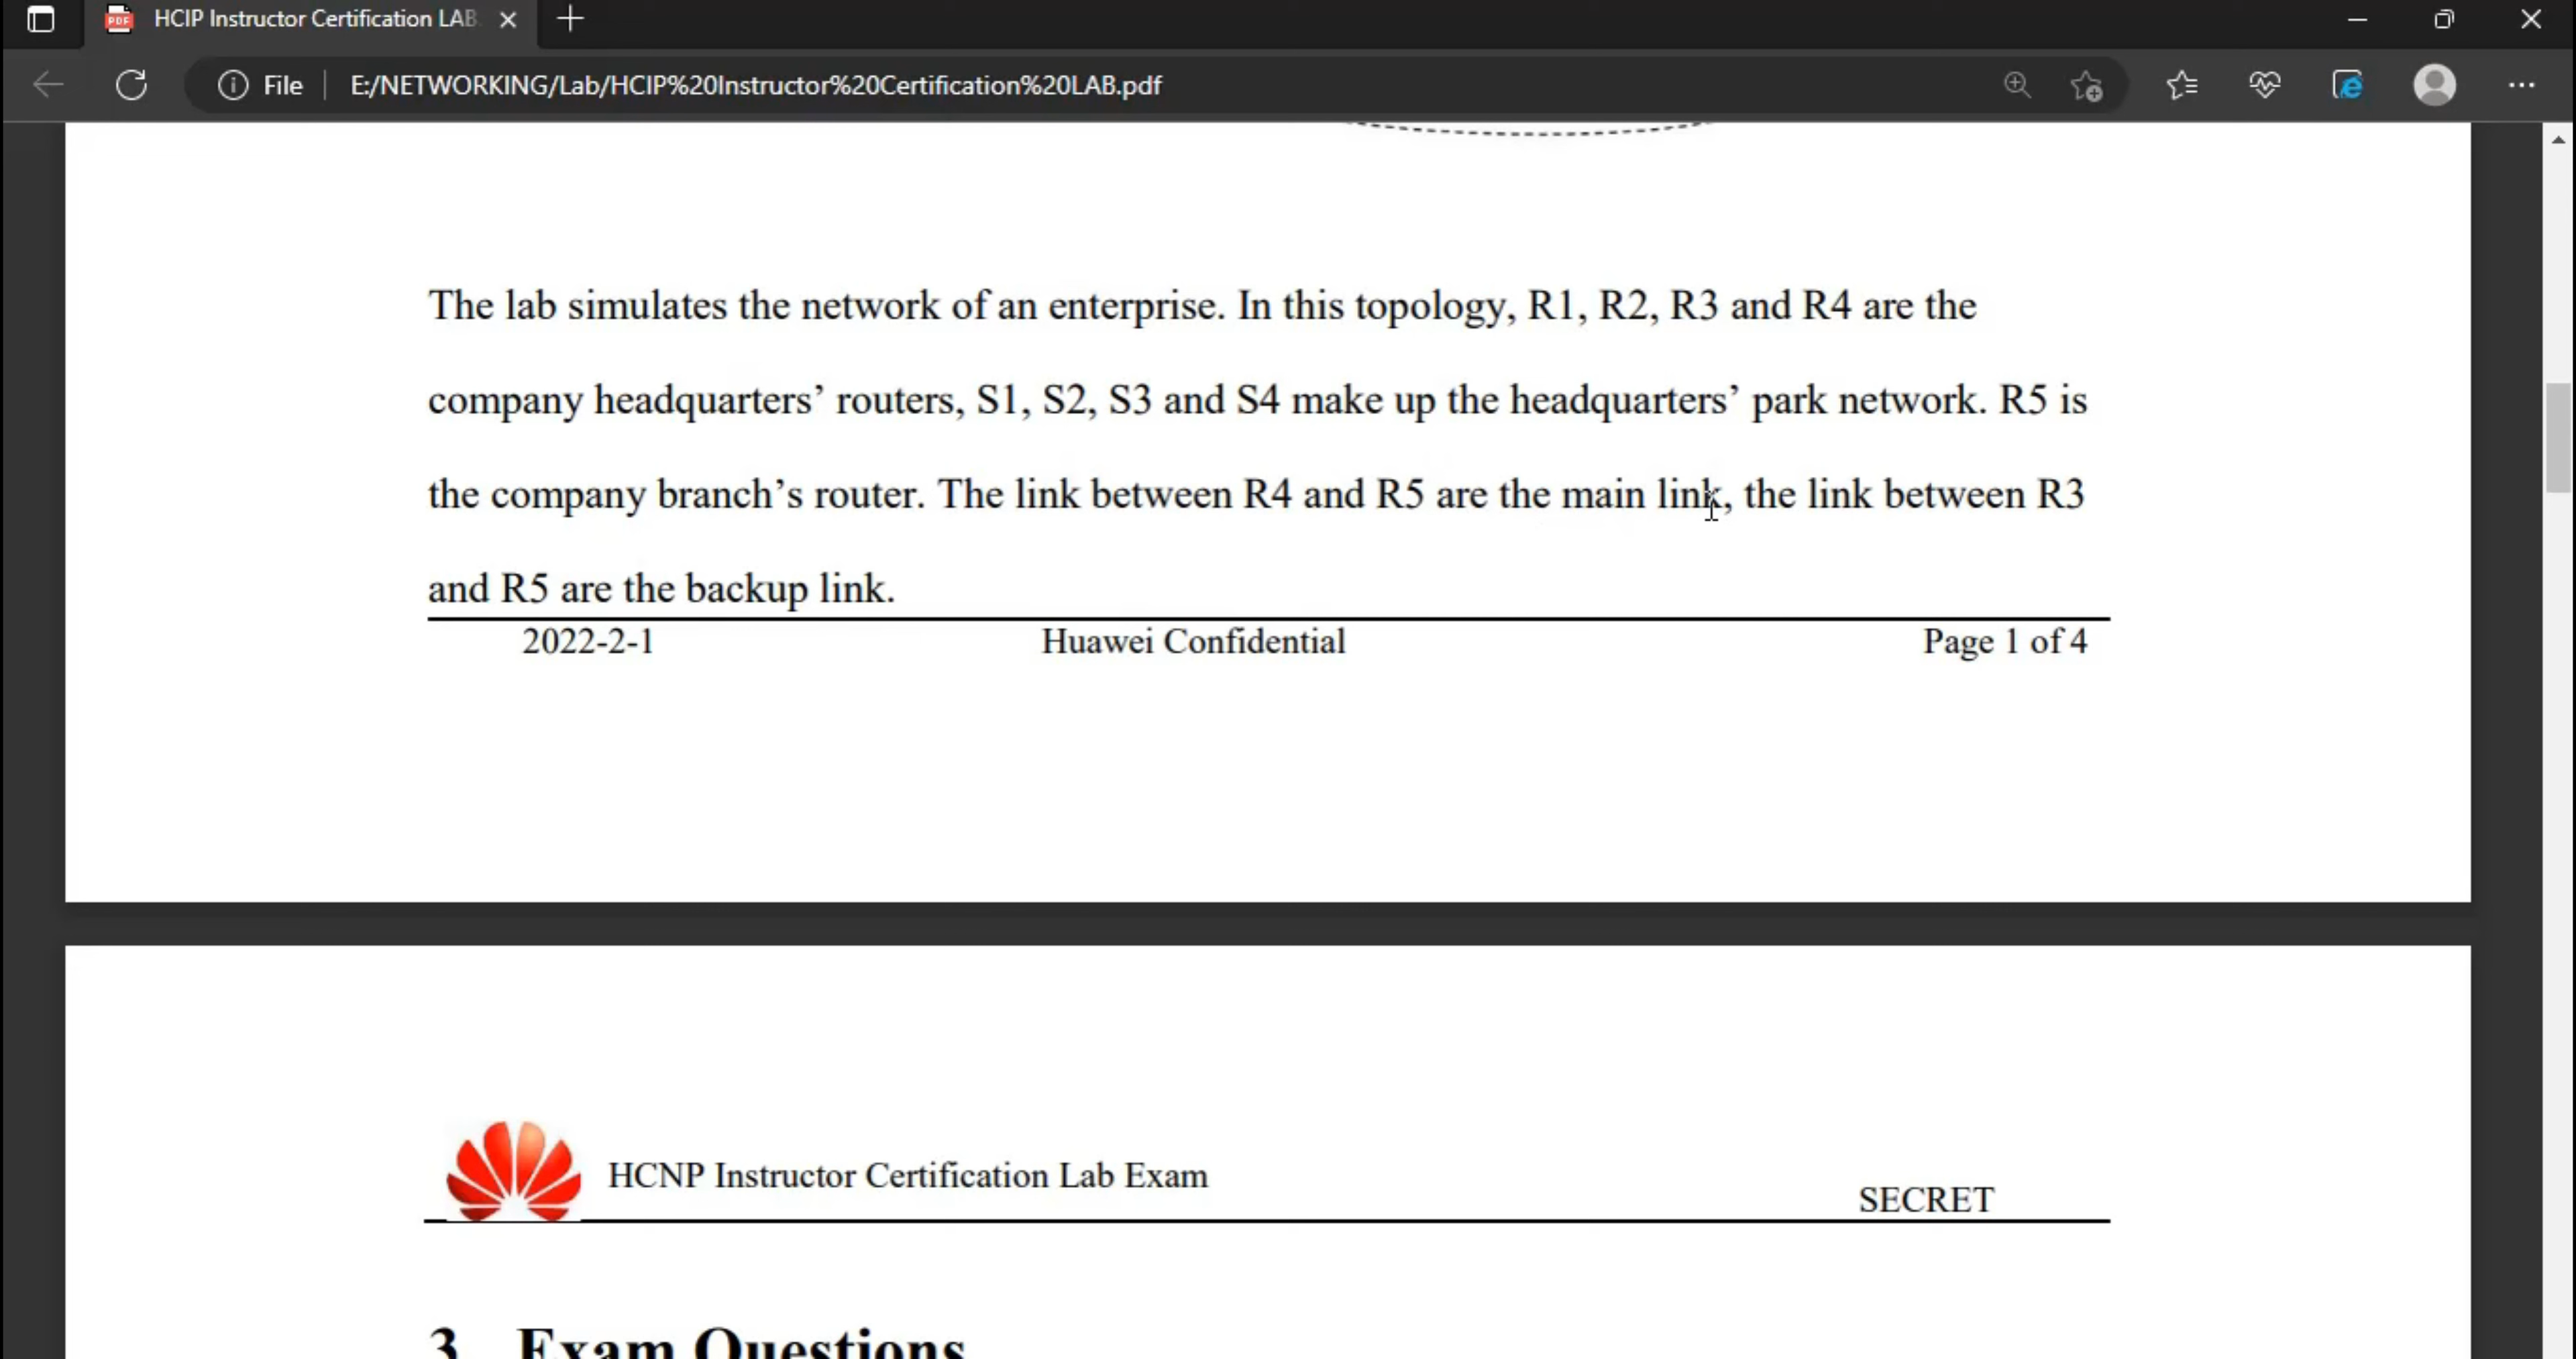 HCIP Instructor Certification LAB
File
E:/NETWORKING/Lab/HCIP%20Instructor%20Certification%20LAB.pdf
The lab simulates the network of an enterprise. In this topology, R1, R2, R3 and R4 are the
company headquarters’ routers, S1, S2, S3 and S4 make up the headquarters’ park network. R5 is
the company branch’s router. The link between R4 and R5 are the main link, the link between R3
and R5 are the backup link.
2022-2-1 Huawei Confidential Page 1 of 4
HCNP Instructor Certification Lab Exam
SECRET
3. Exam Questions